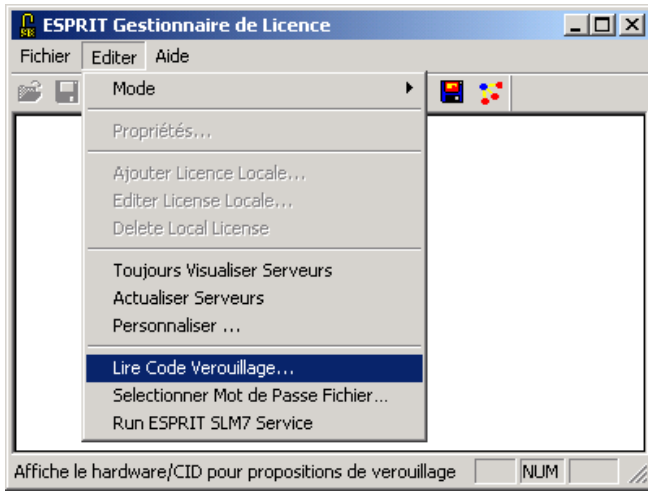 ESPRIT Gestionnaire de Licence
Fichier Editer Aide
Mode
Propriétés...
Ajouter Licence Locale...
Editer License Locale...
Delete Local License
Toujours Visualiser Serveurs
Actualiser Serveurs
Personnaliser ...
Lire Code Verouillage...
Selectionner Mot de Passe Fichier...
Run ESPRIT SLM7 Service
Affiche le hardware/CID pour propositions de verouillage NUM